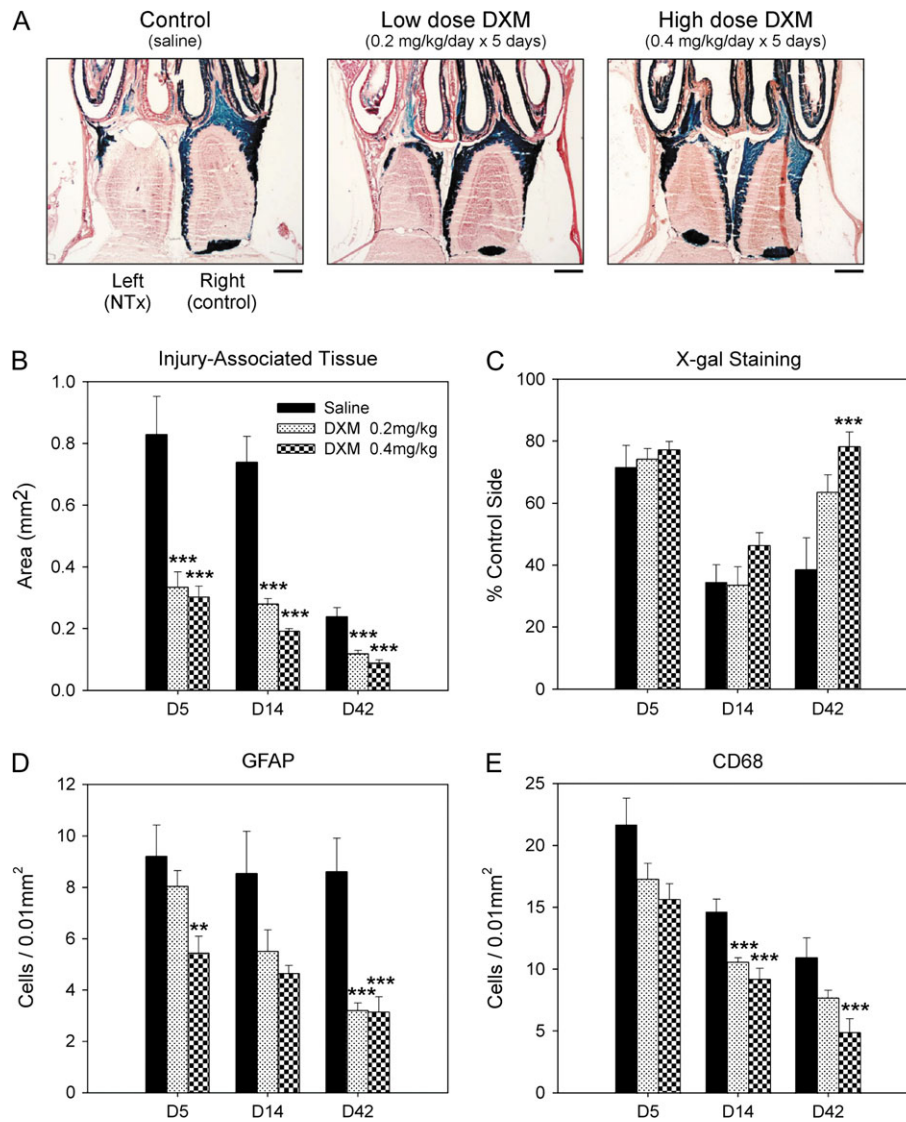 A
Control
(saline)
Low dose DXM
(0.2 mg/kg/day x 5 days)
High dose DXM
(0.4 mg/kg/day x 5 days)
Left
(NTx)
Right
(control)
B
Injury-Associated Tissue
Area (mm²)
1.0
0.8
0.6
0.4
0.2
0.0
Saline
DXM 0.2mg/kg
DXM 0.4mg/kg
***
***
***
***
***
***
D5
D14
D42
C
X-gal Staining
% Control Side
100
80
60
40
20
0
***
D5
D14
D42
D
GFAP
Cells / 0.01mm²
12
10
8
6
4
2
0
**
***
***
D5
D14
D42
E
CD68
Cells / 0.01mm²
25
20
15
10
5
0
***
***
***
D5
D14
D42